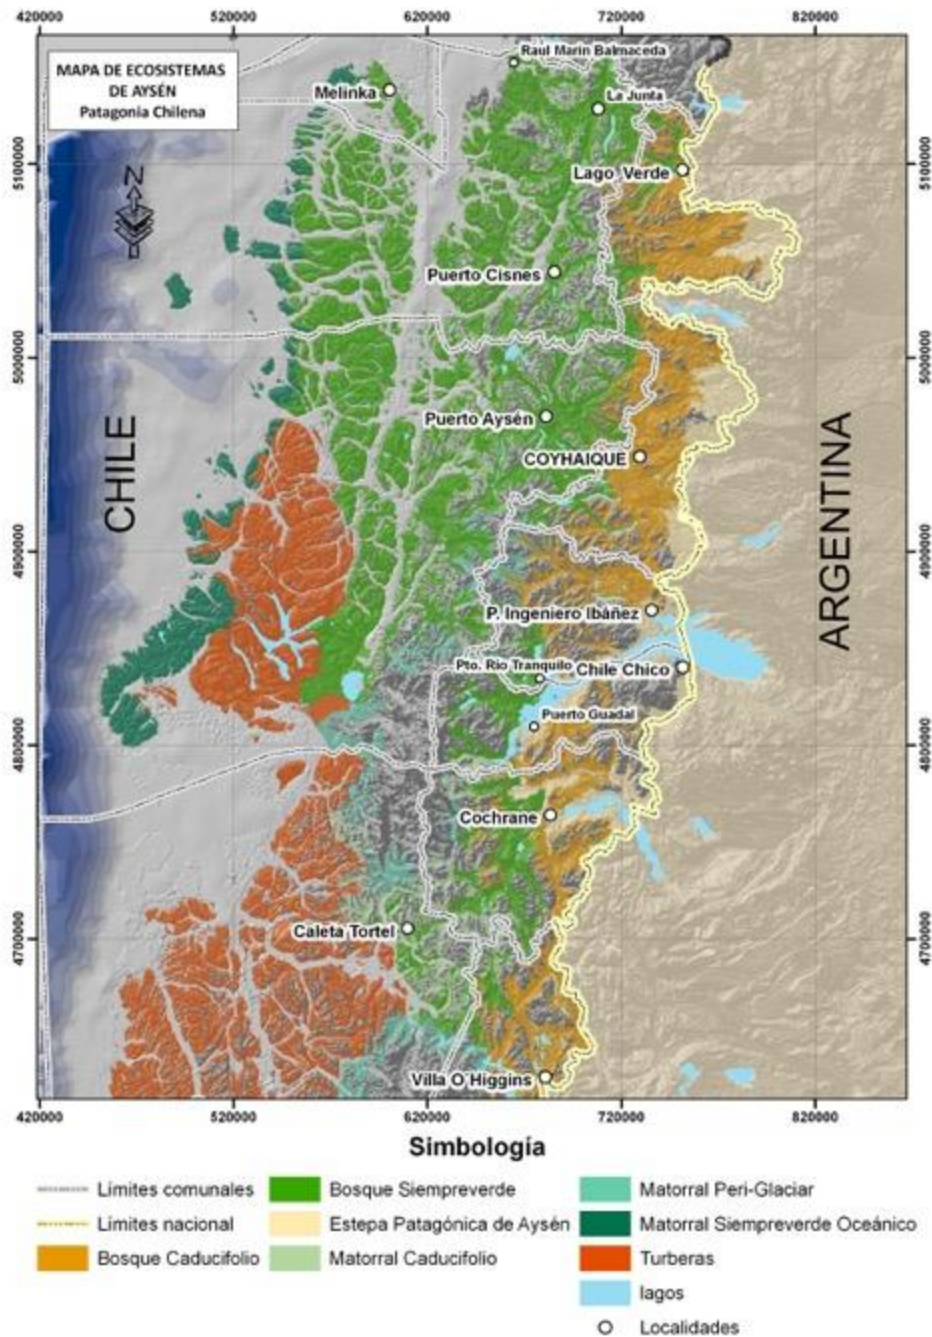 420000 520000 620000 720000 820000
MAPA DE ECOSISTEMAS
DE AYSÉN
Patagonia Chilena
N
Raul Marin Balmaceda
Melinka
La Junta
5100000 5100000
Lago Verde
Puerto Cisnes
5000000 5000000
Puerto Aysén
CHILE
COYHAIQUE
ARGENTINA
4900000 4900000
P. Ingeniero Ibáñez
Pto. Río Tranquilo
Chile Chico
Puerto Guadal
4800000 4800000
Cochrane
Caleta Tortel
4700000 4700000
Villa O Higgins
420000 520000 620000 720000 820000
Simbología
Límites comunales
Límites nacional
Bosque Caducifolio
Bosque Siempreverde
Estepa Patagónica de Aysén
Matorral Caducifolio
Matorral Peri-Glaciar
Matorral Siempreverde Oceánico
Turberas
lagos
Localidades